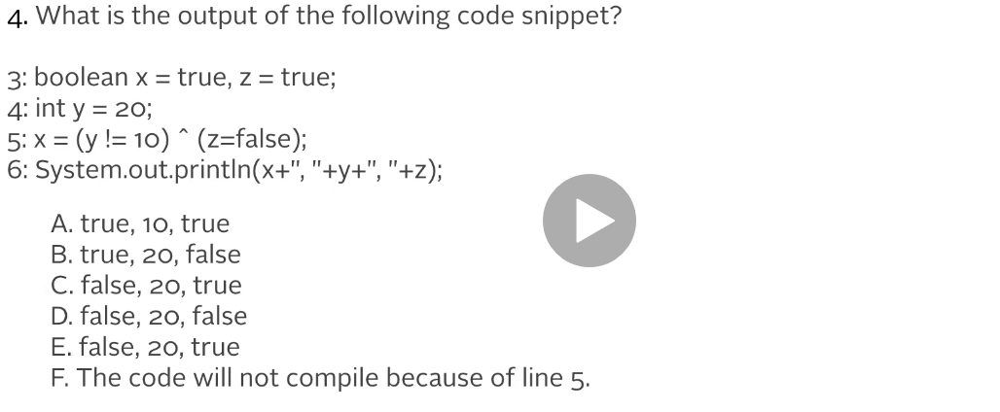 4. What is the output of the following code snippet?
3: boolean x = true, z = true;
4: int y = 20;
5: x = (y != 10) ^ (z=false);
6: System.out.println(x+", "+y+", "+z);
A. true, 10, true
B. true, 20, false
C. false, 20, true
D. false, 20, false
E. false, 20, true
F. The code will not compile because of line 5.